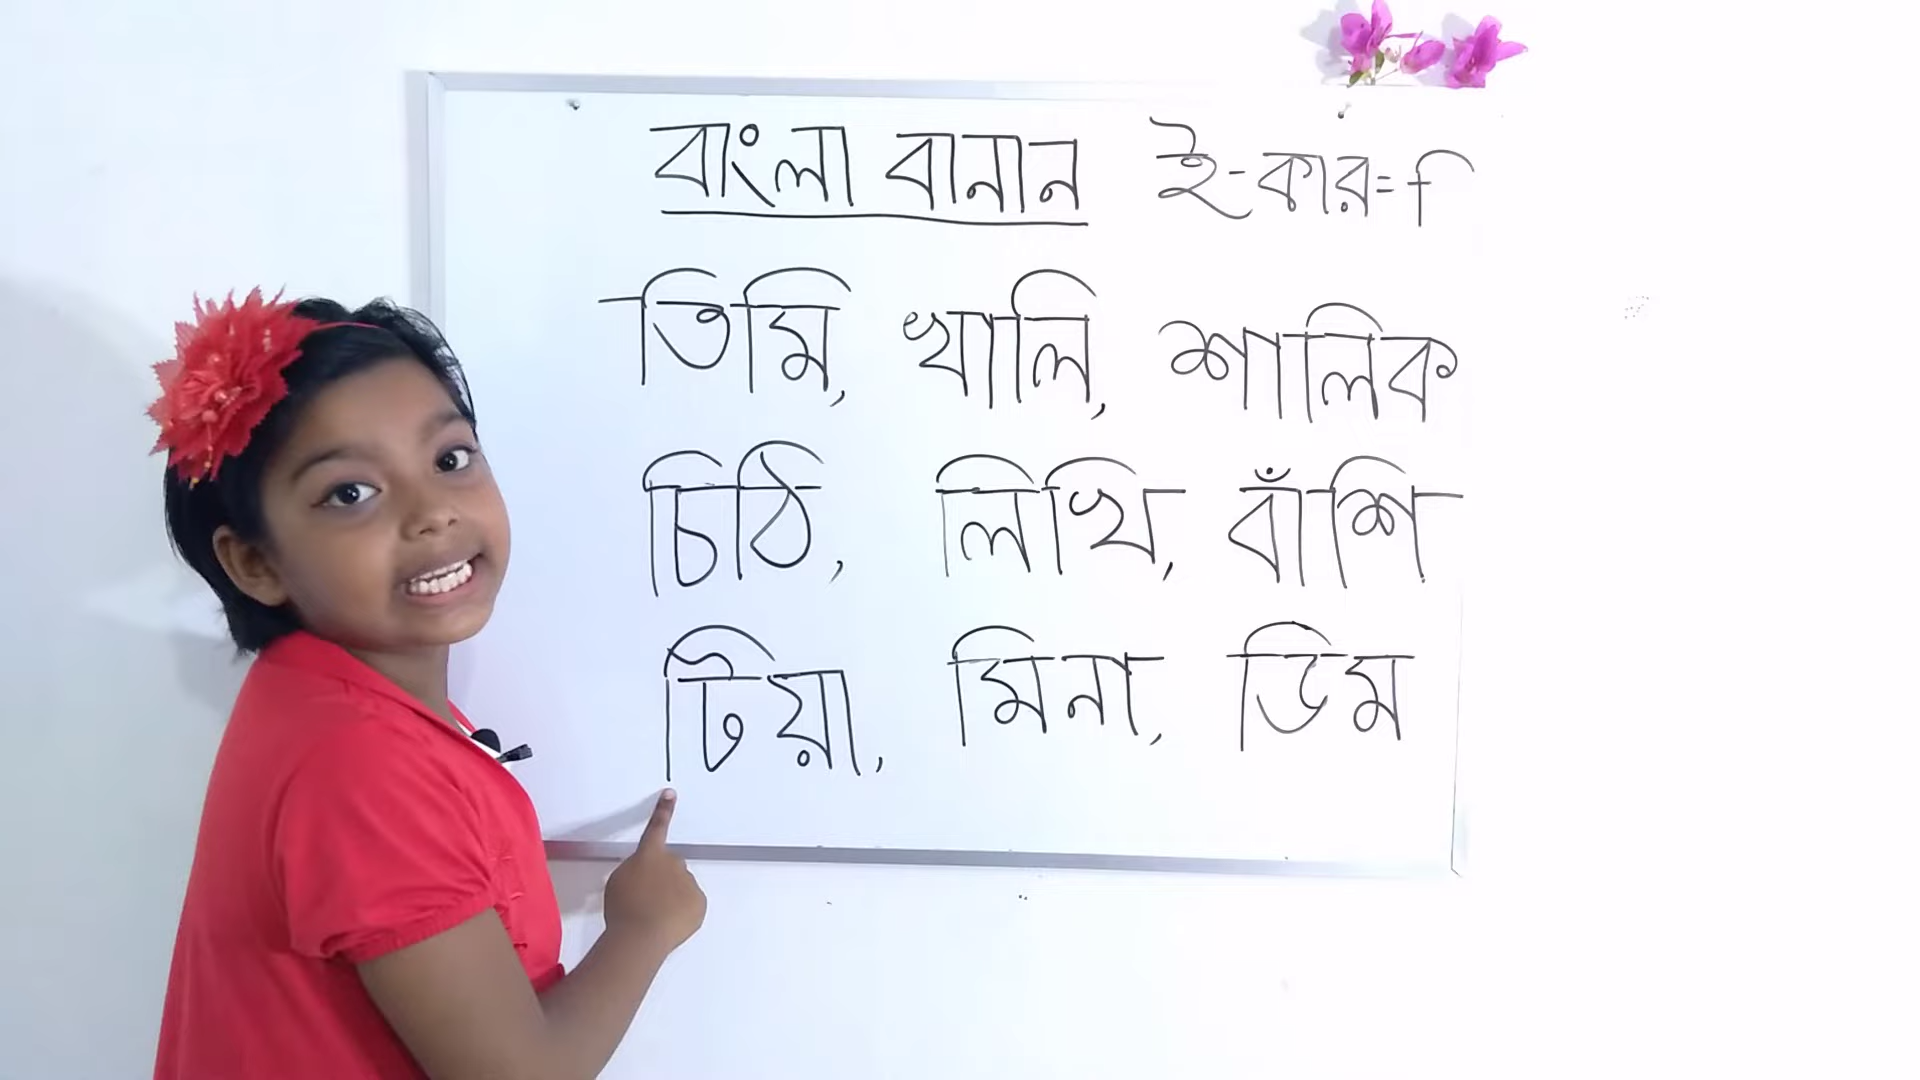 বাংলা বানান ই-কার= ি
তিমি, খালি, শালিক
চিঠি, লিখি, বাঁশি
টিয়া, মিনা, ডিম